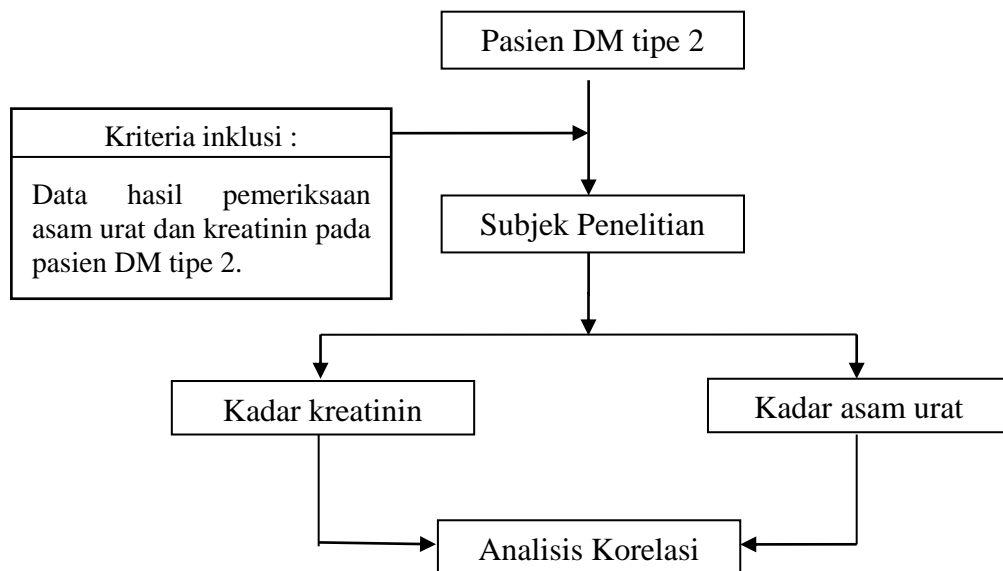 Pasien DM tipe 2
Kriteria inklusi :
Data hasil pemeriksaan
asam urat dan kreatinin pada
pasien DM tipe 2.
Subjek Penelitian
Kadar kreatinin
Kadar asam urat
Analisis Korelasi